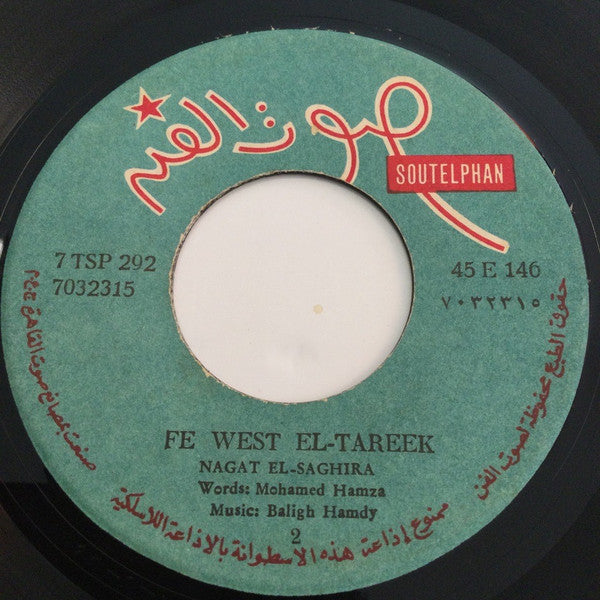 صوت الفن
SOUTELPHAN
7 TSP 292
7032315
45 E 146
٧٠٣٢٣١٥
FE WEST EL-TAREEK
NAGAT EL-SAGHIRA
Words: Mohamed Hamza
Music: Baligh Hamdy
2
حقوق الطبع محفوظة لصوت الفن
ممنوع إذاعة هذه الاسطوانة بالاذاعة اللاسلكية
صنعت بمصانع صوت القاهرة